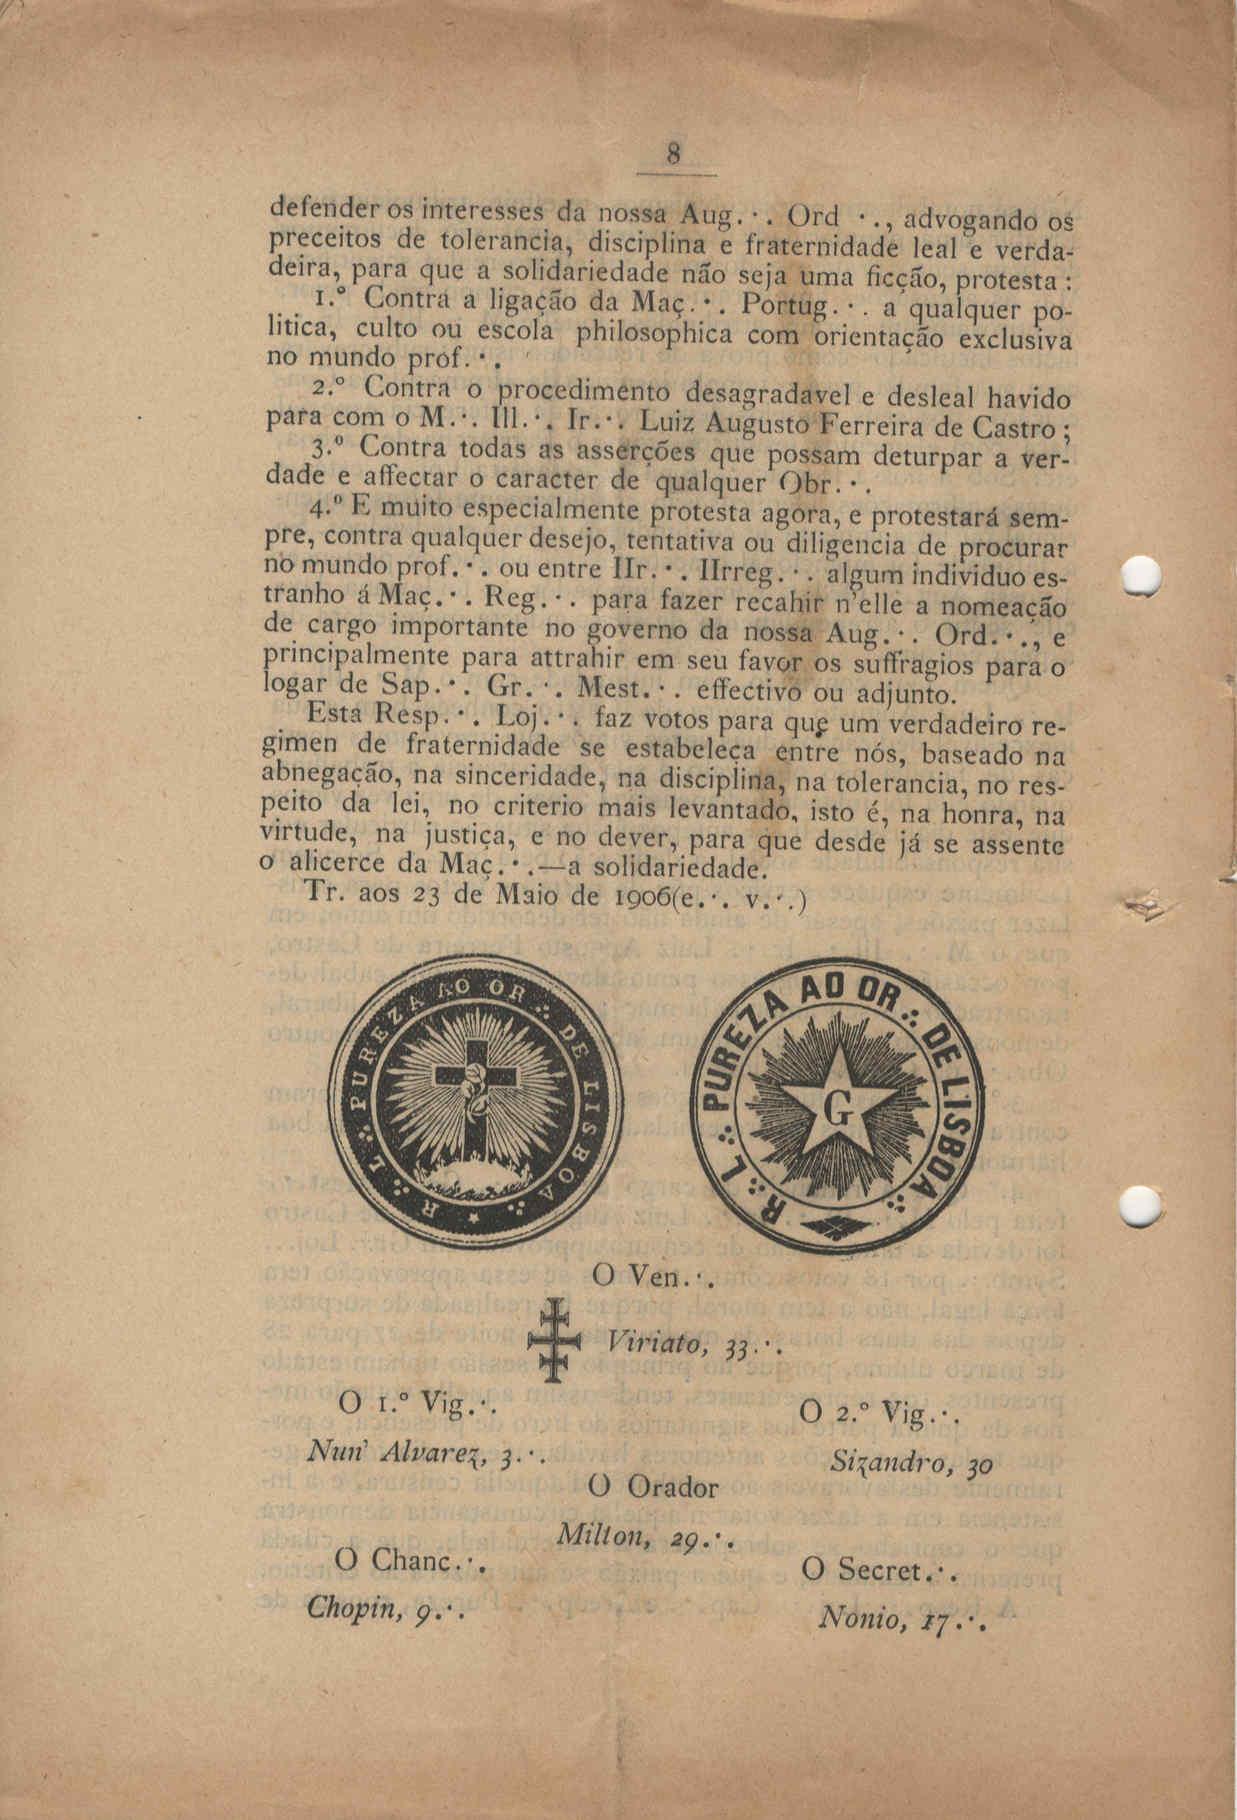 8
defender os interesses da nossa Aug.·. Ord ·., advogando os
preceitos de tolerancia, disciplina e fraternidade leal e verda-
deira, para que a solidariedade não seja uma ficção, protesta :
1.º Contra a ligação da Maç.·. Portug.·. a qualquer po-
litica, culto ou escola philosophica com orientação exclusiva
no mundo prof.·.
2.º Contra o procedimento desagradavel e desleal havido
para com o M.·. Ill.·. Ir.·. Luiz Augusto Ferreira de Castro ;
3.º Contra todas as asserções que possam deturpar a ver-
dade e affectar o caracter de qualquer Obr.·.
4.º E muito especialmente protesta agora, e protestará sem-
pre, contra qualquer desejo, tentativa ou diligencia de procurar
no mundo prof.·. ou entre IIr.·. IIrreg.·. algum individuo es-
tranho á Maç.·. Reg.·. para fazer recahir n'elle a nomeação
de cargo importante no governo da nossa Aug.·. Ord.·., e
principalmente para attrahir em seu favor os suffragios para o
logar de Sap.·. Gr.·. Mest.·. effectivo ou adjunto.
Esta Resp.·. Loj.·. faz votos para que um verdadeiro re-
gimen de fraternidade se estabeleça entre nós, baseado na
abnegação, na sinceridade, na disciplina, na tolerancia, no res-
peito da lei, no criterio mais levantado, isto é, na honra, na
virtude, na justiça, e no dever, para que desde já se assente
o alicerce da Maç.·.—a solidariedade.
Tr. aos 23 de Maio de 1906(e.·. v.·.)
R ∴ L ∴ PUREZA AO OR ∴ DE LISBOA ∴
R ∴ L ∴ PUREZA AO OR ∴ DE LISBOA ∴
G
O Ven.·.
Viriato, 33.·.
O 1.º Vig.·.
O 2.º Vig.·.
Nun' Alvarez, 3.·.
Sizandro, 30
O Orador
Milton, 29.·.
O Chanc.·.
O Secret.·.
Chopin, 9.·.
Nonio, 17.·.